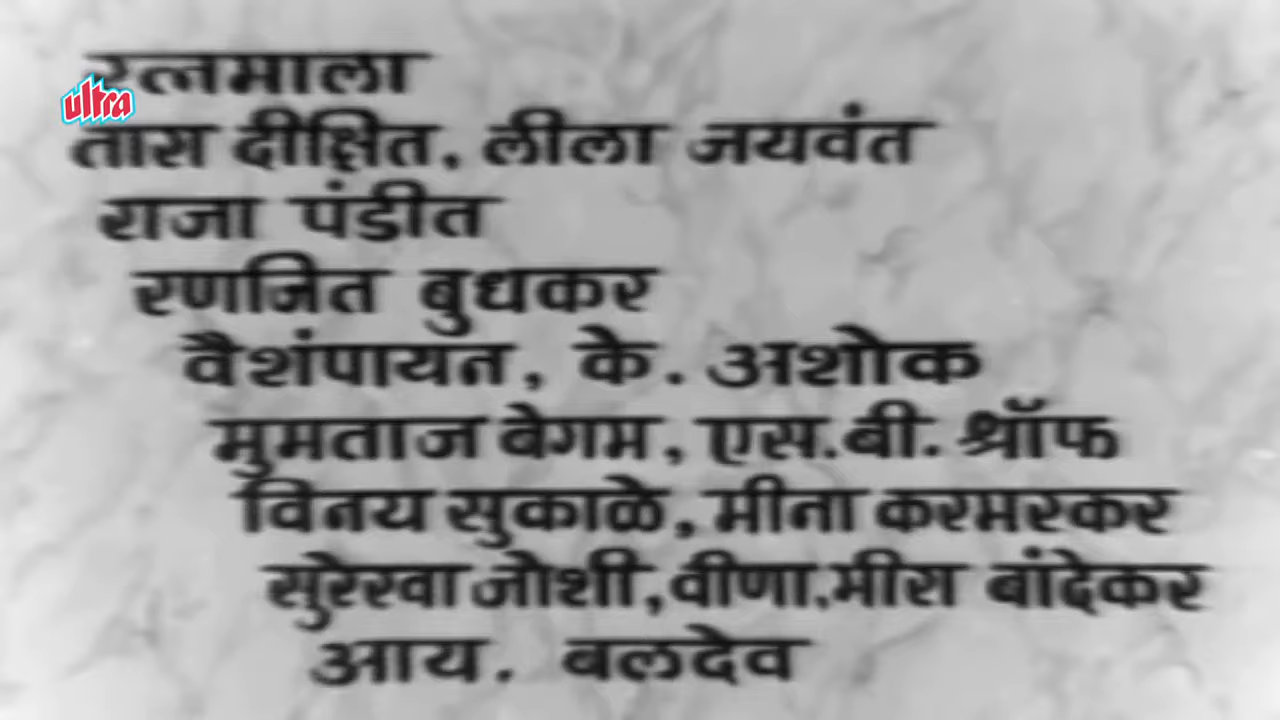 रत्नमाला
ultra
तारा दीक्षित, लीला जयवंत
राजा पंडीत
रणजित बुधकर
वैशंपायन, के. अशोक
मुमताज बेगम, एस.बी. श्रॉफ
विनय सुकाळे, मीना करमरकर
सुरेखा जोशी,वीणा,मीरा बांदेकर
आय. बलदेव